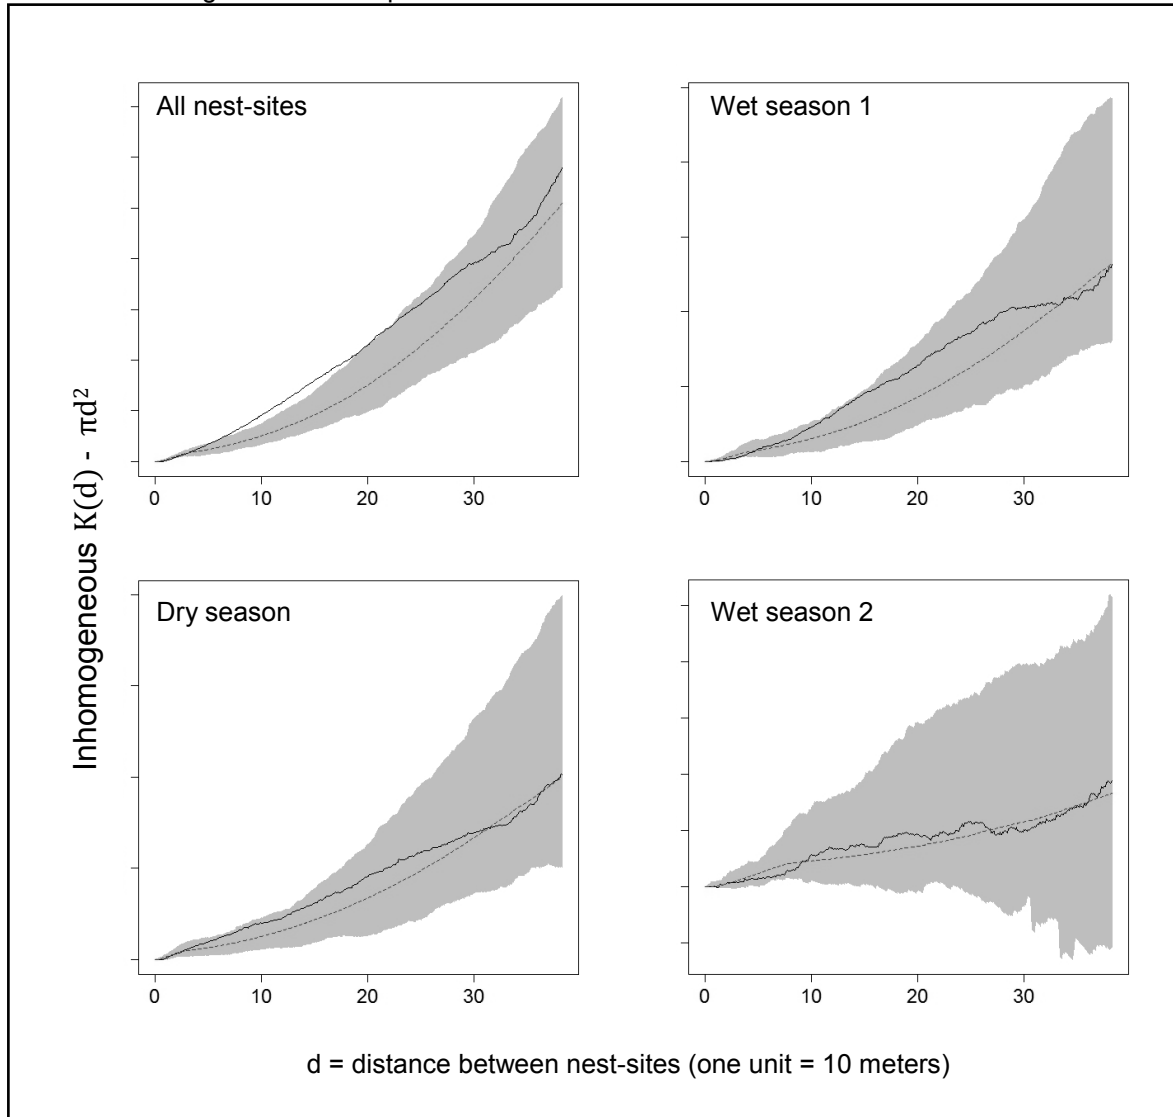 All nest-sites
Wet season 1
0 10 20 30
0 10 20 30
Inhomogeneous K(d) - πd²
Dry season
Wet season 2
0 10 20 30
0 10 20 30
d = distance between nest-sites (one unit = 10 meters)